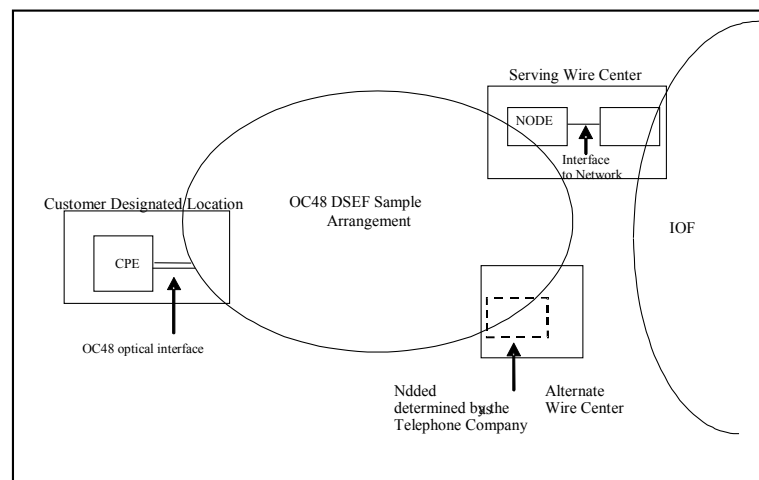 Serving Wire Center
NODE
Interface
to Network
Customer Designated Location
CPE
OC48 optical interface
OC48 DSEF Sample
Arrangement
IOF
Ndded
determined by the
Telephone Company
Alternate
Wire Center